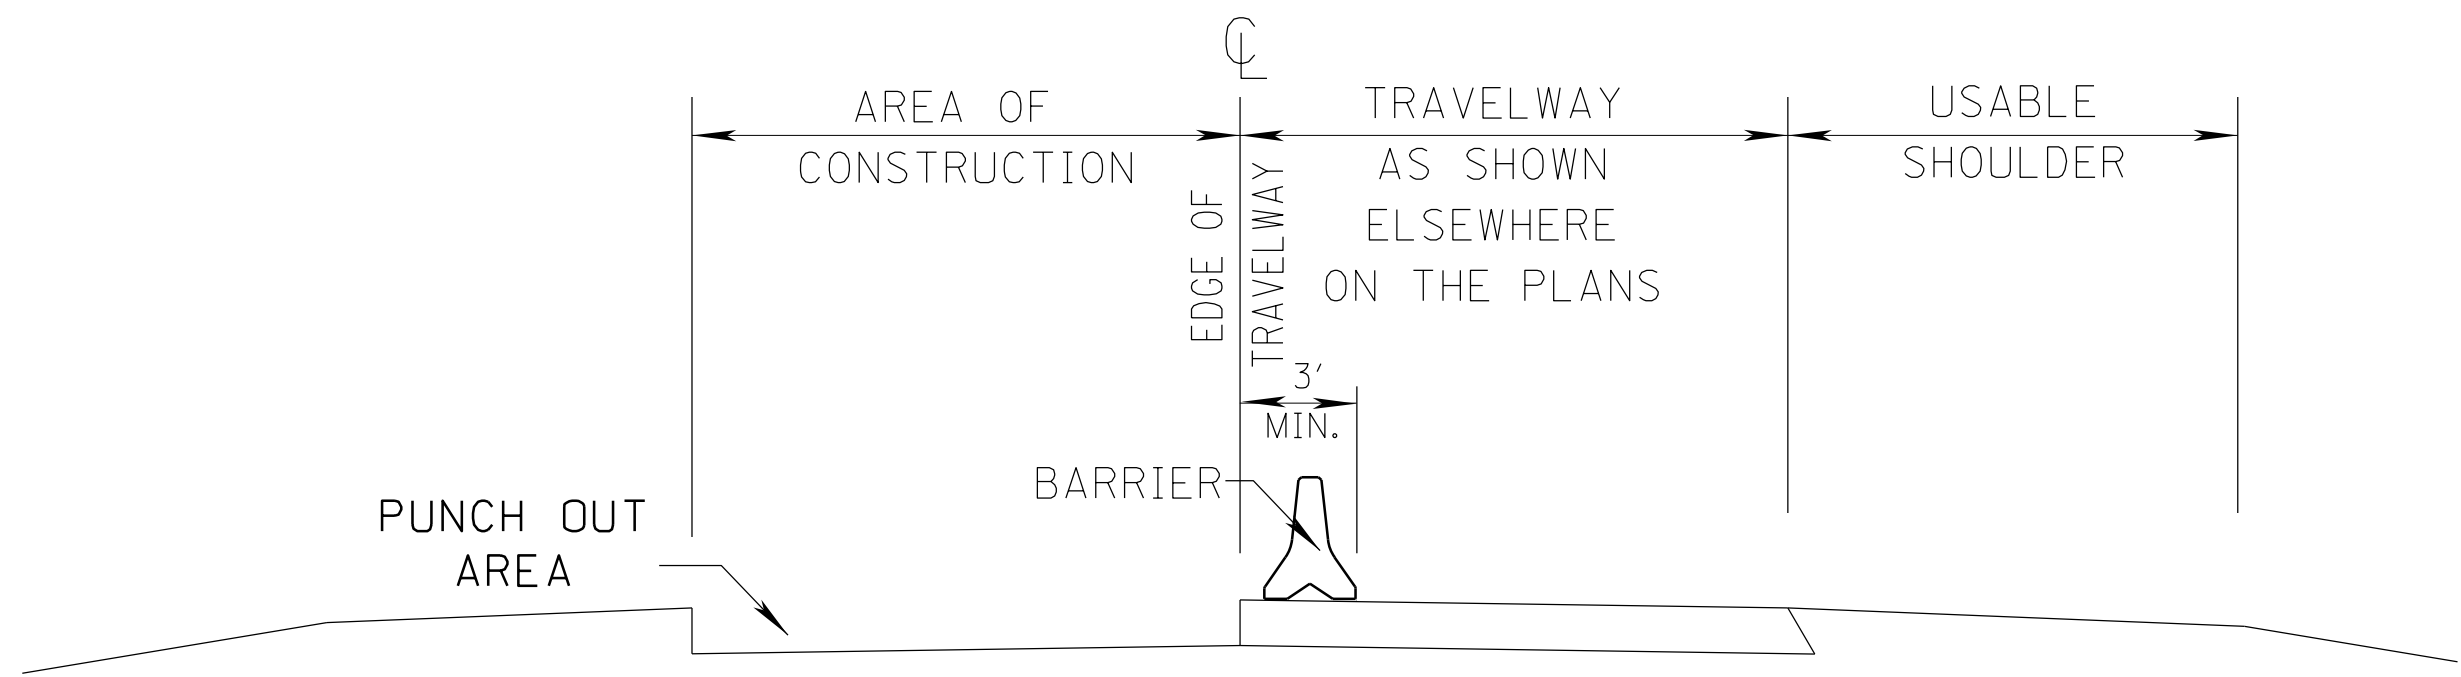 ℄
AREA OF
CONSTRUCTION
TRAVELWAY
AS SHOWN
ELSEWHERE
ON THE PLANS
USABLE
SHOULDER
EDGE OF
TRAVELWAY
3'
MIN.
BARRIER
PUNCH OUT
AREA